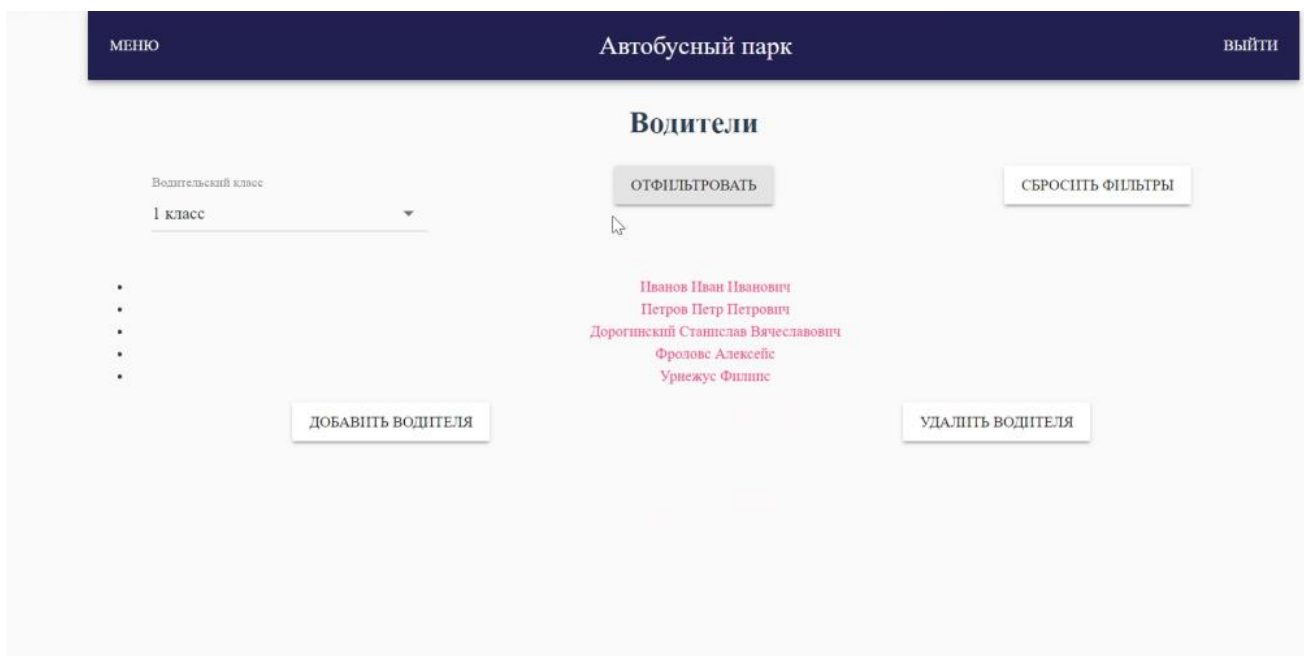 МЕНЮ Автобусный парк ВЫЙТИ
Водители
Водительский класс
1 класс
ОТФИЛЬТРОВАТЬ СБРОСИТЬ ФИЛЬТРЫ
Иванов Иван Иванович
Петров Петр Петрович
Дорогинский Станислав Вячеславович
Фроловс Алексейс
Урнежус Филипс
ДОБАВИТЬ ВОДИТЕЛЯ УДАЛИТЬ ВОДИТЕЛЯ